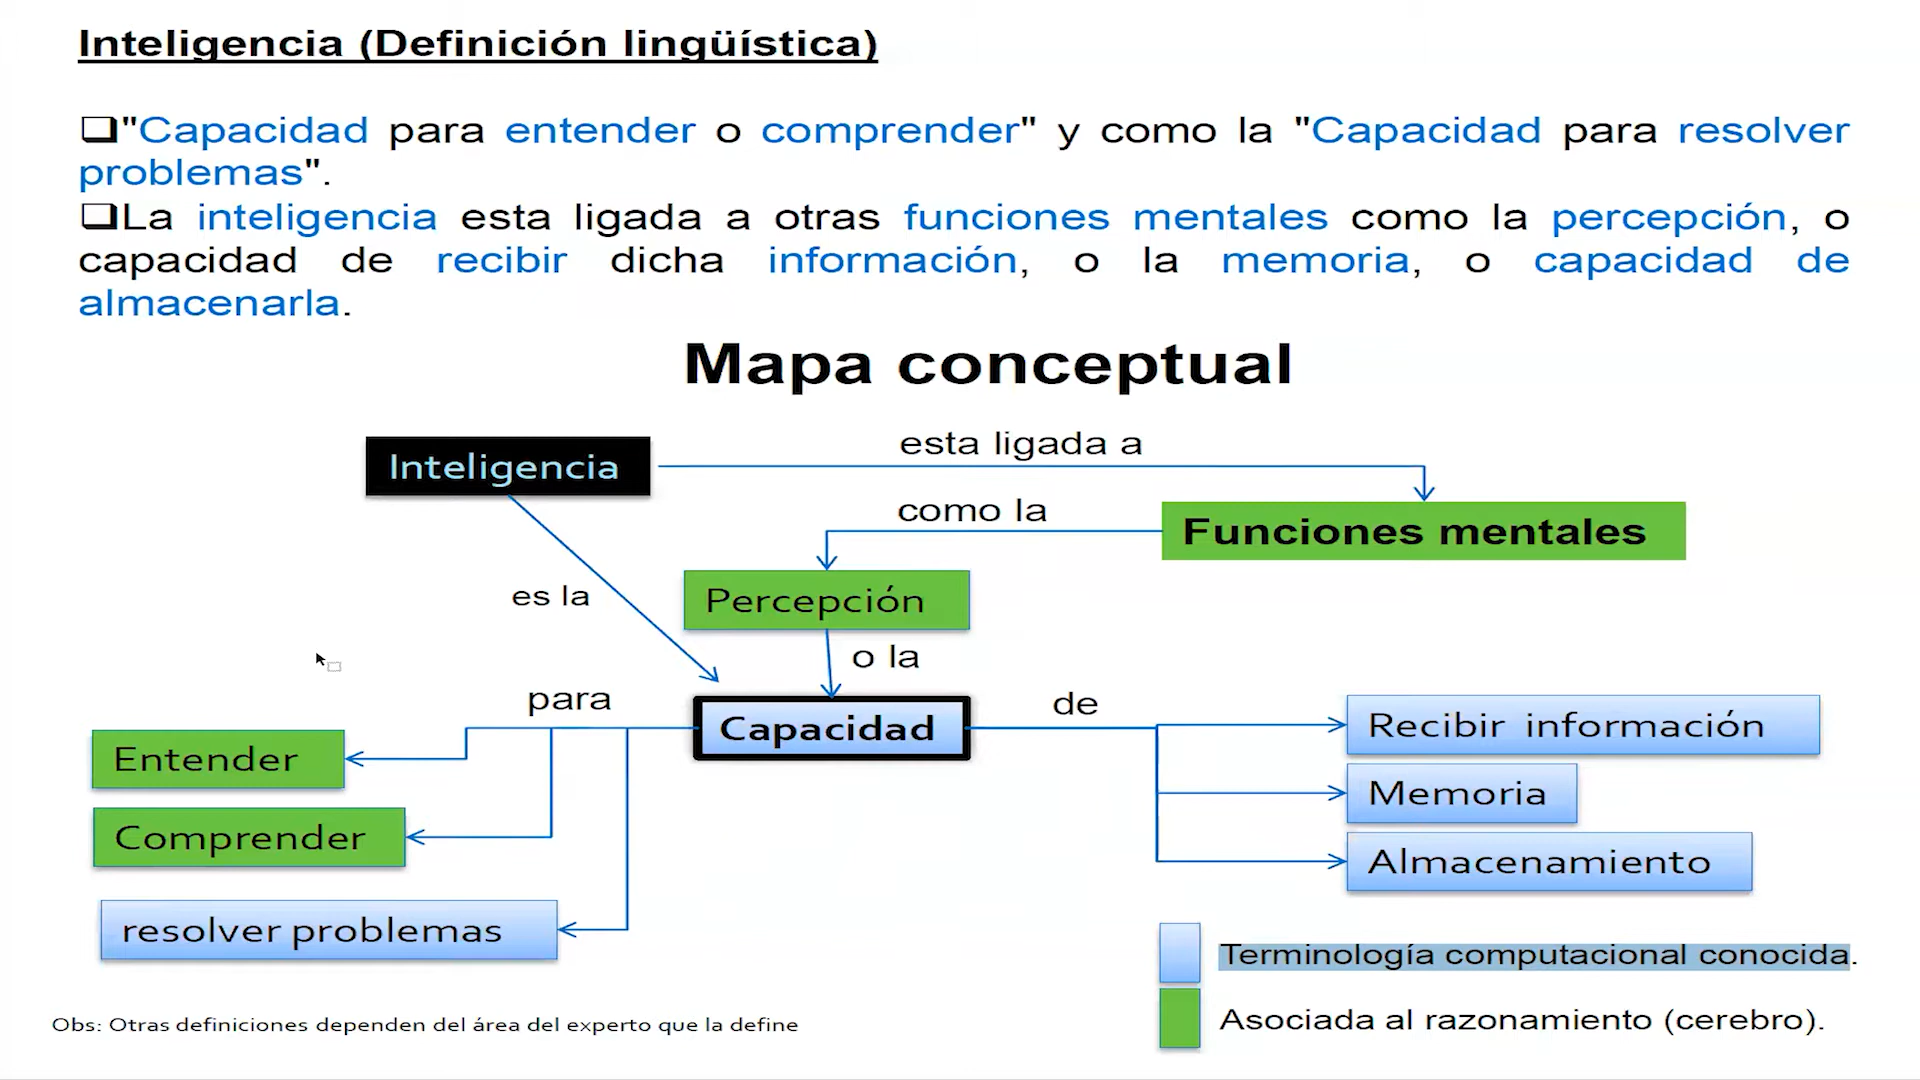 Inteligencia (Definición lingüística)
❑"Capacidad para entender o comprender" y como la "Capacidad para resolver
problemas".
❑La inteligencia esta ligada a otras funciones mentales como la percepción, o
capacidad de recibir dicha información, o la memoria, o capacidad de
almacenarla.
Mapa conceptual
esta ligada a
Inteligencia
como la
Funciones mentales
es la
Percepción
o la
para
Capacidad
de
Recibir información
Entender
Memoria
Comprender
Almacenamiento
resolver problemas
Terminología computacional conocida.
Asociada al razonamiento (cerebro).
Obs: Otras definiciones dependen del área del experto que la define